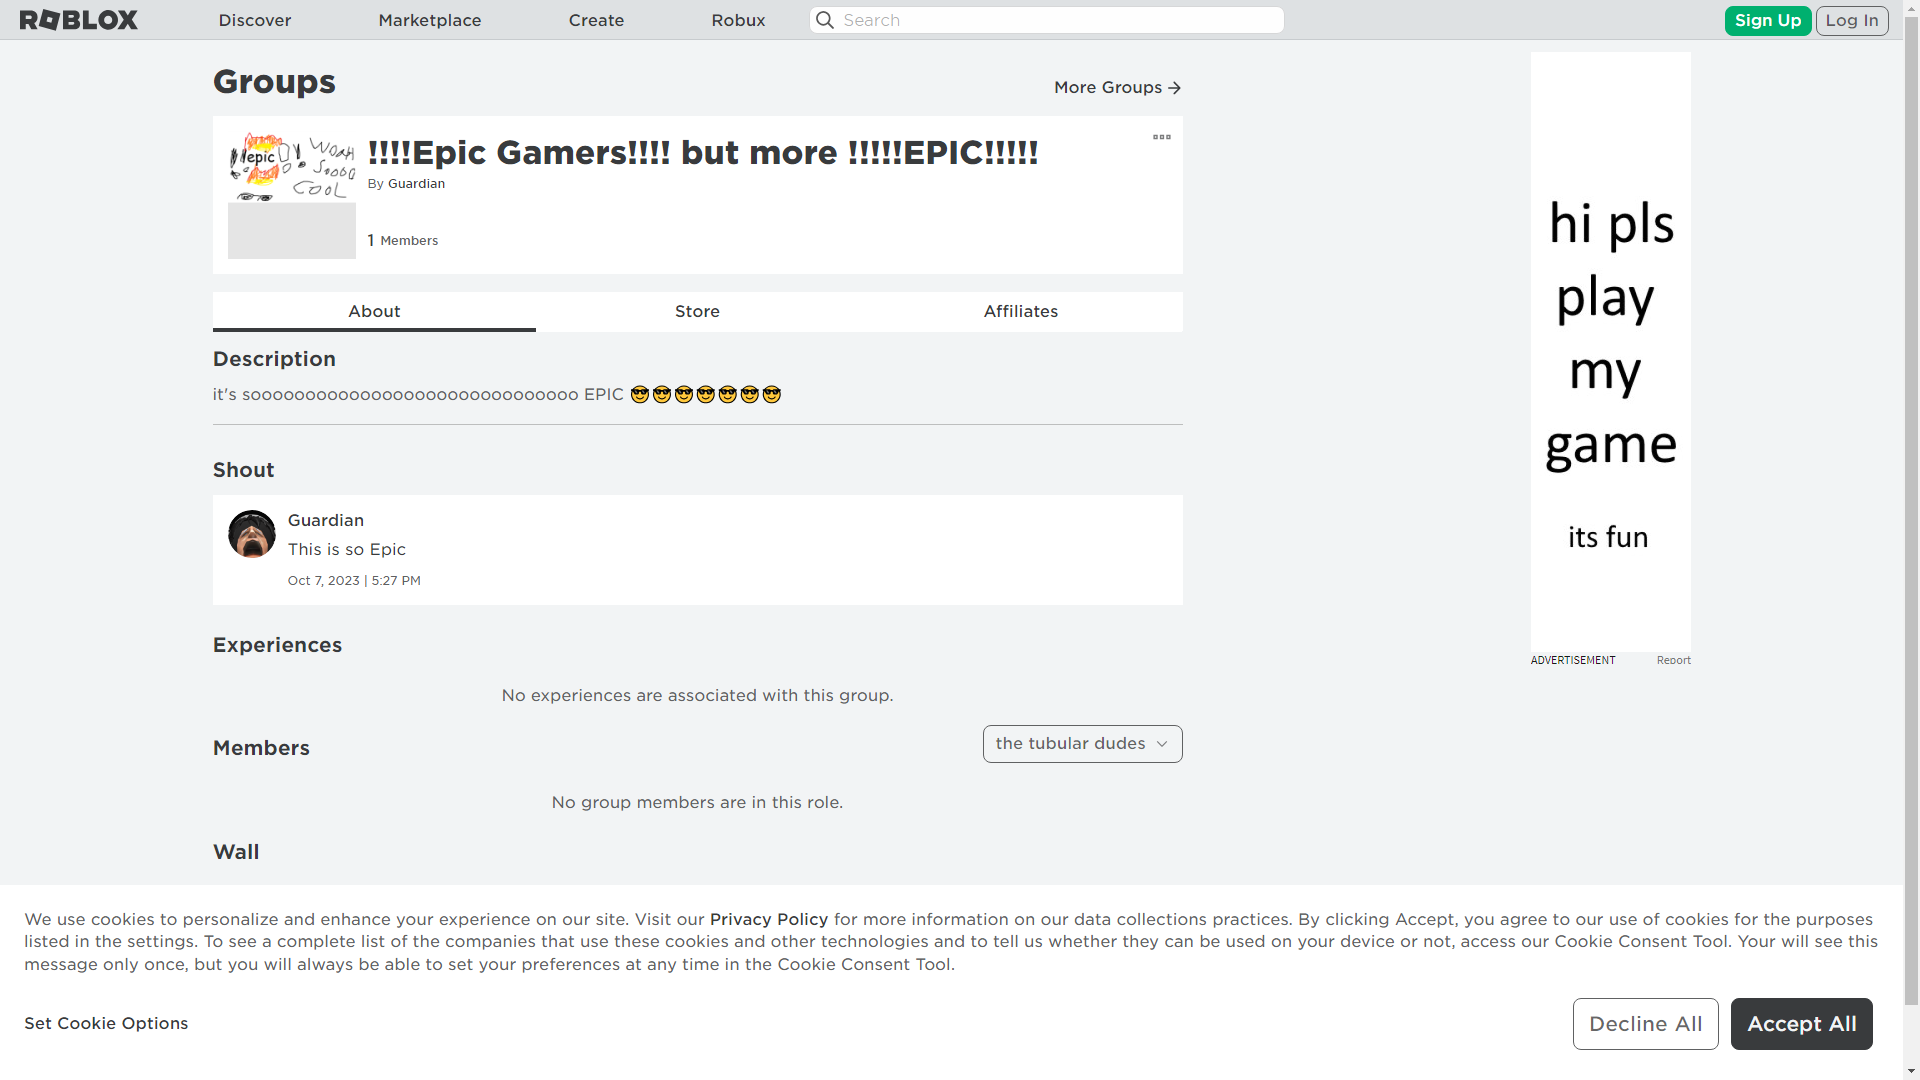 ROBLOX
Discover
Marketplace
Create
Robux
Search
Sign Up
Log In
Groups
More Groups
epic
WOAH
SOOOO
COOL
!!!!Epic Gamers!!!! but more !!!!!EPIC!!!!!
By Guardian
1 Members
About
Store
Affiliates
Description
it's soooooooooooooooooooooooooooooo EPIC 😎😎😎😎😎😎😎
Shout
Guardian
This is so Epic
Oct 7, 2023 | 5:27 PM
Experiences
No experiences are associated with this group.
Members
the tubular dudes
No group members are in this role.
Wall
hi pls
play
my
game
its fun
ADVERTISEMENT
Report
We use cookies to personalize and enhance your experience on our site. Visit our Privacy Policy for more information on our data collections practices. By clicking Accept, you agree to our use of cookies for the purposes
listed in the settings. To see a complete list of the companies that use these cookies and other technologies and to tell us whether they can be used on your device or not, access our Cookie Consent Tool. Your will see this
message only once, but you will always be able to set your preferences at any time in the Cookie Consent Tool.
Set Cookie Options
Decline All
Accept All